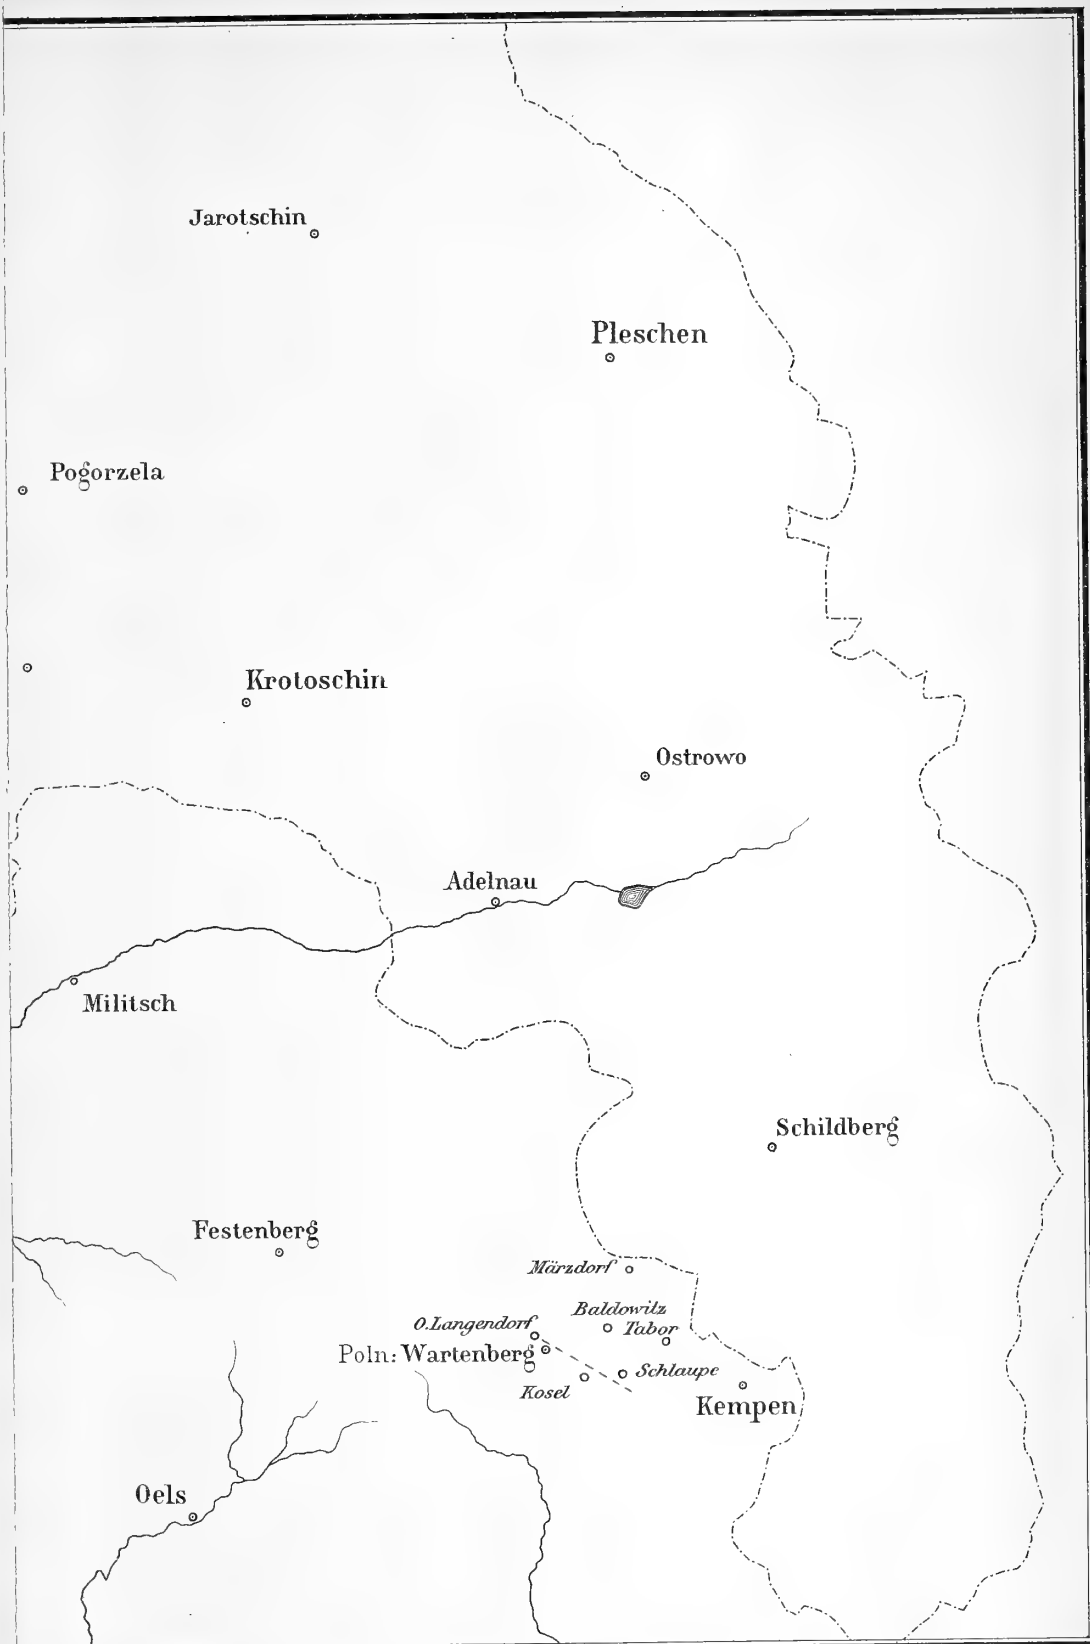 Jarotschin
Pleschen
Pogorzela
Krotoschin
Ostrowo
Adelnau
Militsch
Schildberg
Festenberg
Märzdorf
Baldowitz
O.Langendorf
Tabor
Poln: Wartenberg
Schlaupe
Kosel
Kempen
Oels